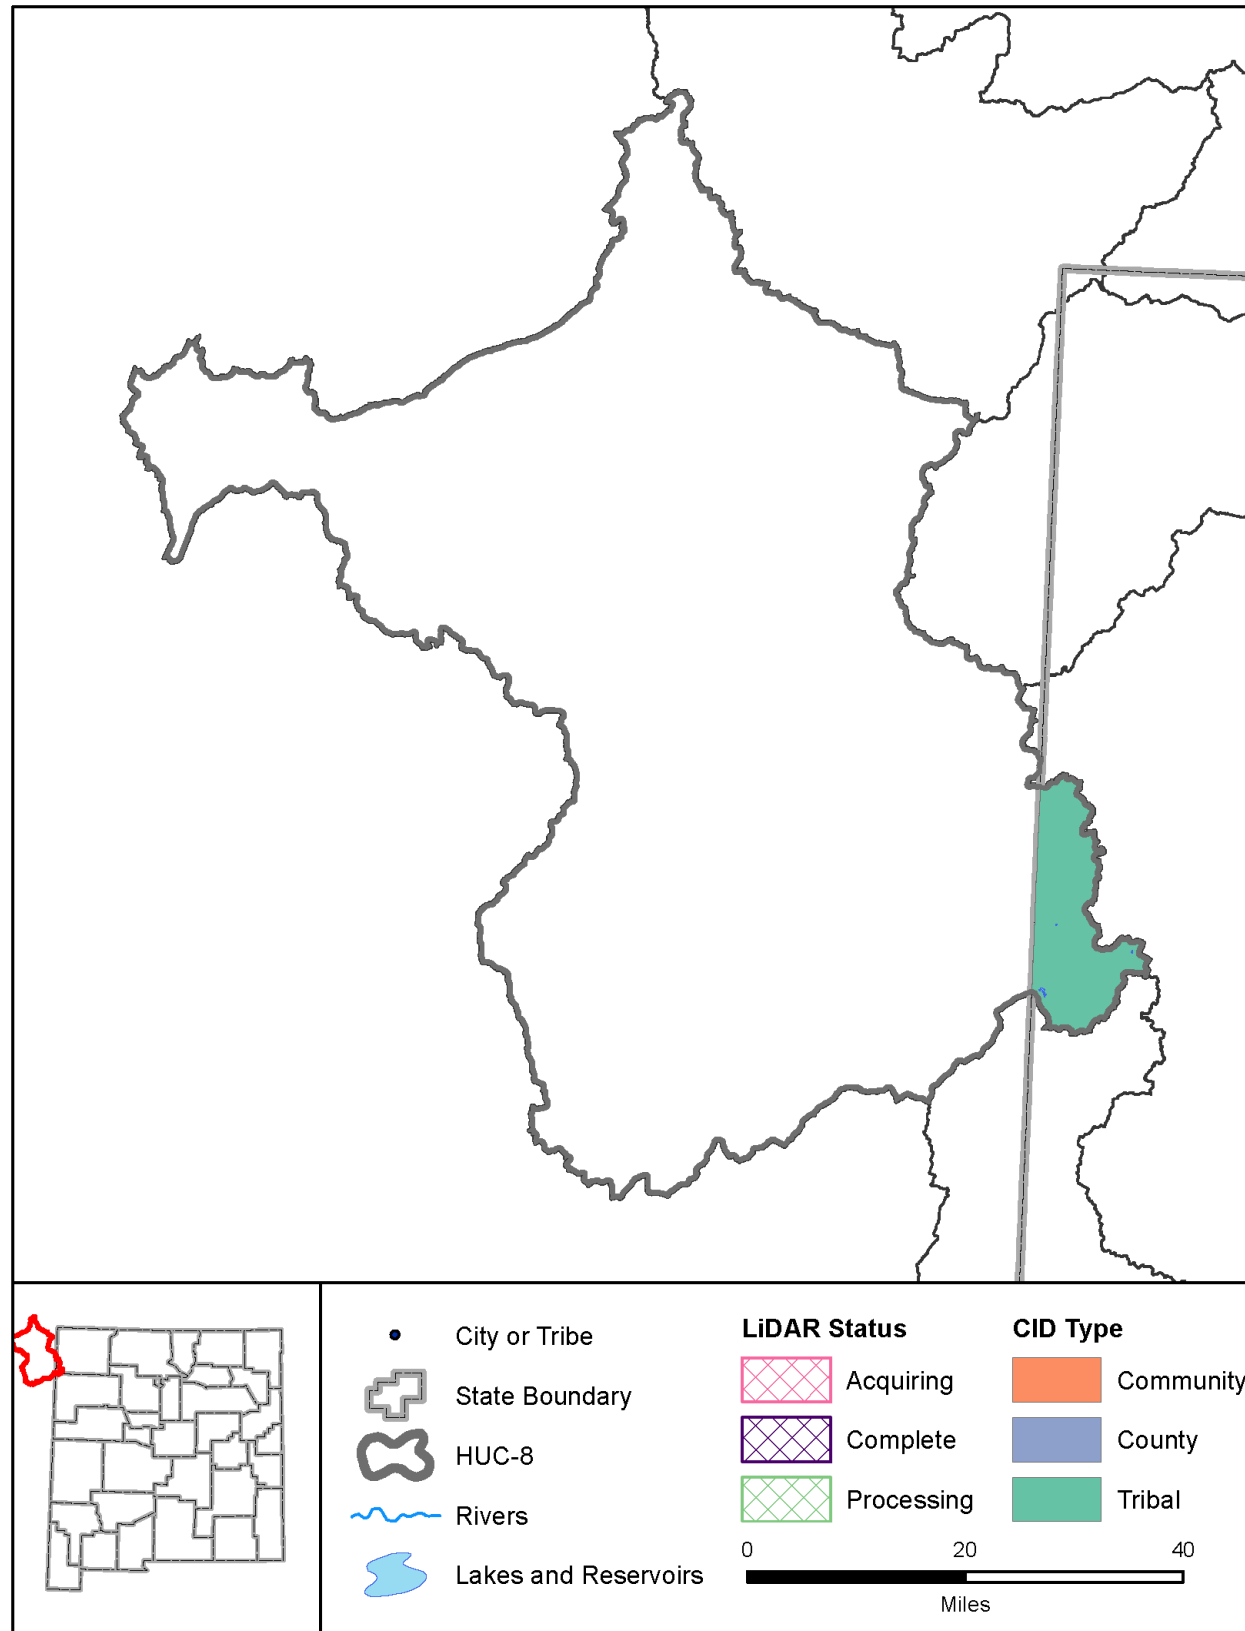 City or Tribe
State Boundary
HUC-8
Rivers
Lakes and Reservoirs
LiDAR Status
Acquiring
Complete
Processing
CID Type
Community
County
Tribal
0 20 40
Miles